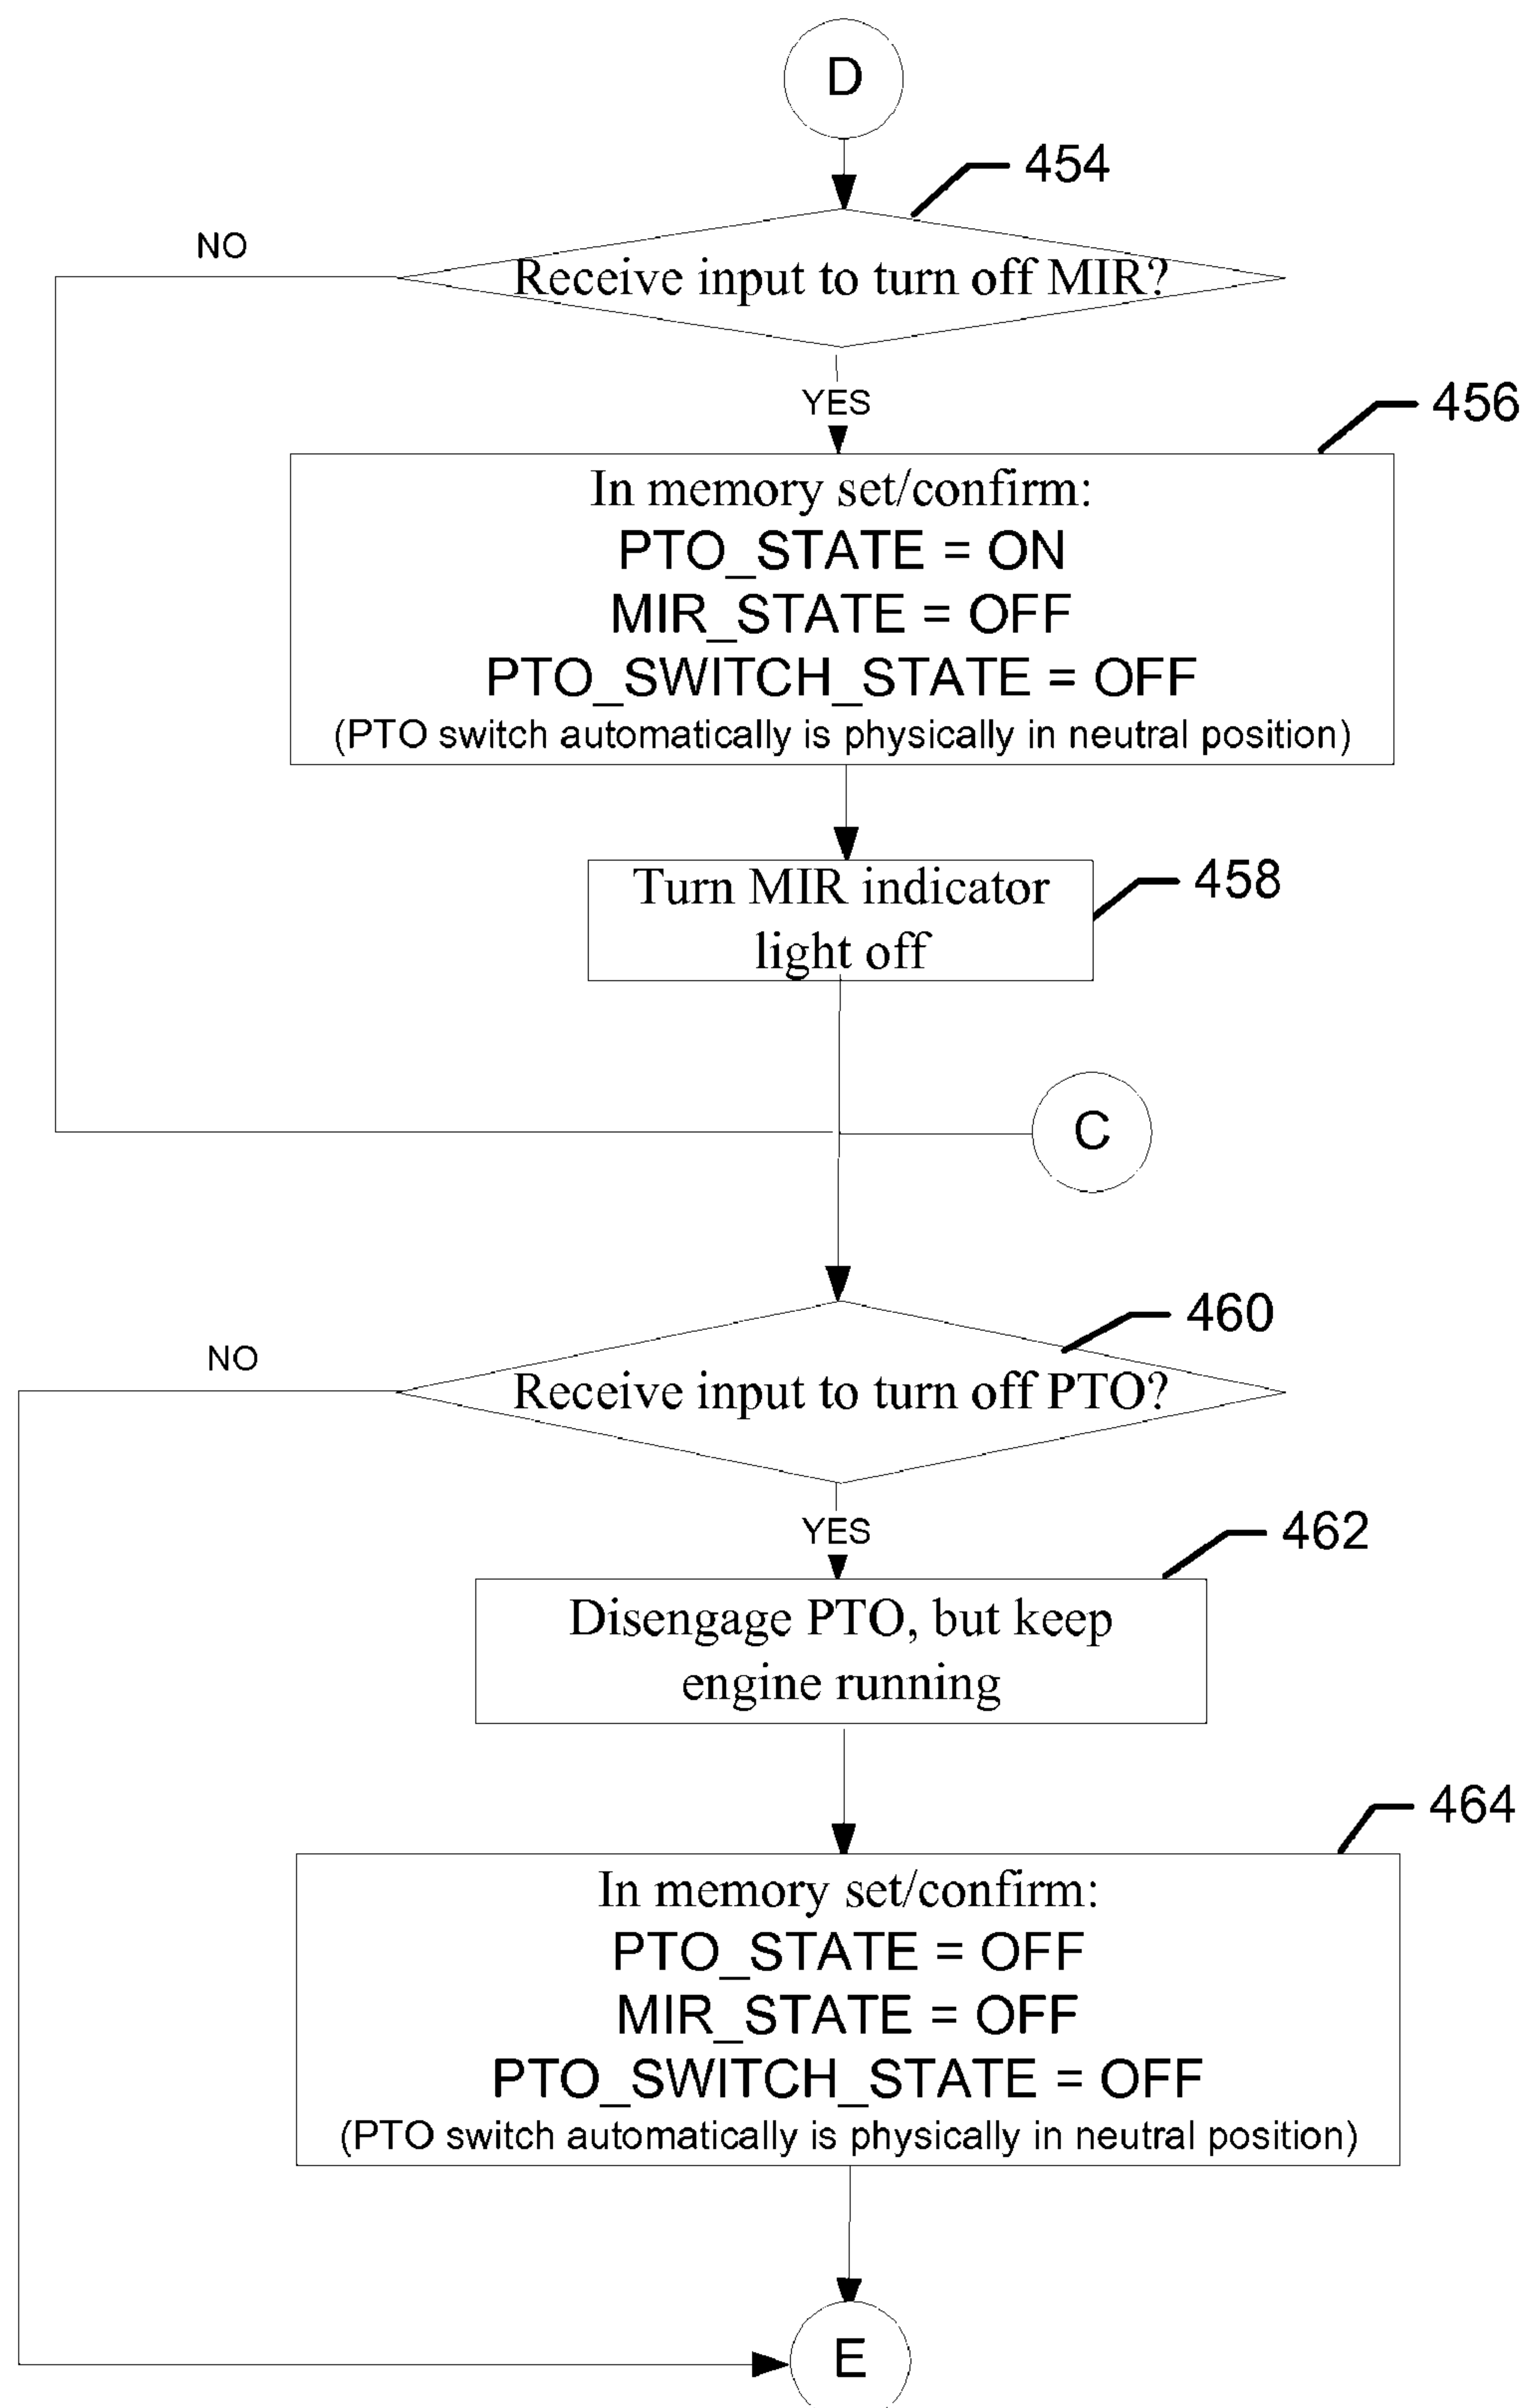 D
454
NO
Receive input to turn off MIR?
YES
456
In memory set/confirm:
PTO_STATE = ON
MIR_STATE = OFF
PTO_SWITCH_STATE = OFF
(PTO switch automatically is physically in neutral position)
Turn MIR indicator
light off
458
C
460
NO
Receive input to turn off PTO?
YES
462
Disengage PTO, but keep
engine running
464
In memory set/confirm:
PTO_STATE = OFF
MIR_STATE = OFF
PTO_SWITCH_STATE = OFF
(PTO switch automatically is physically in neutral position)
E